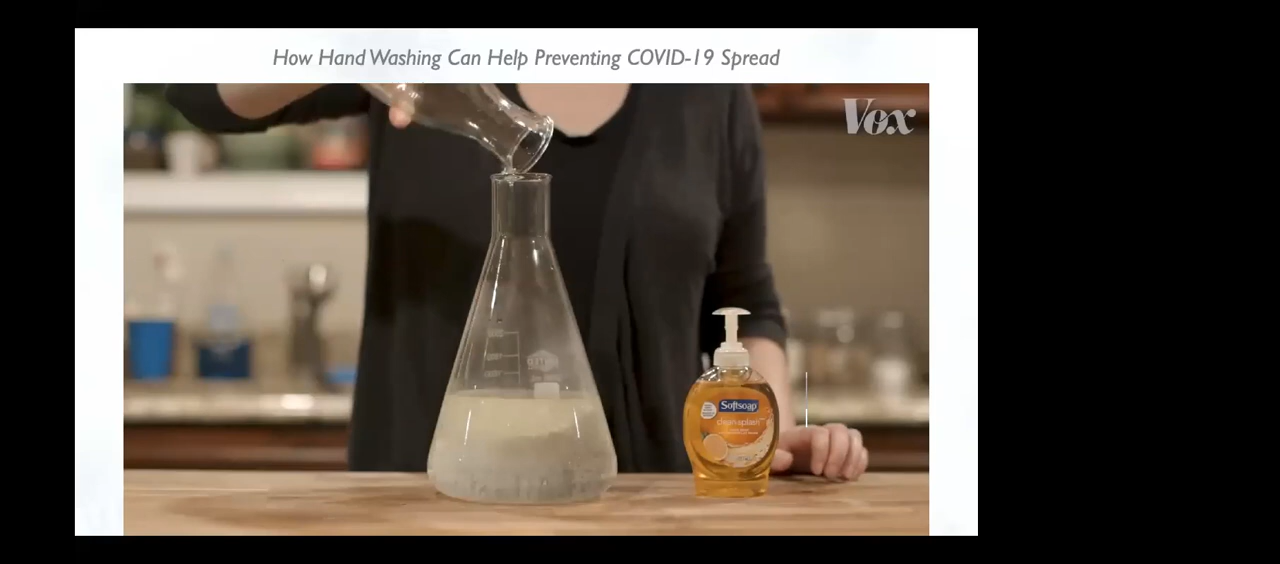 How Hand Washing Can Help Preventing COVID-19 Spread
Vox
Softsoap
clean splash